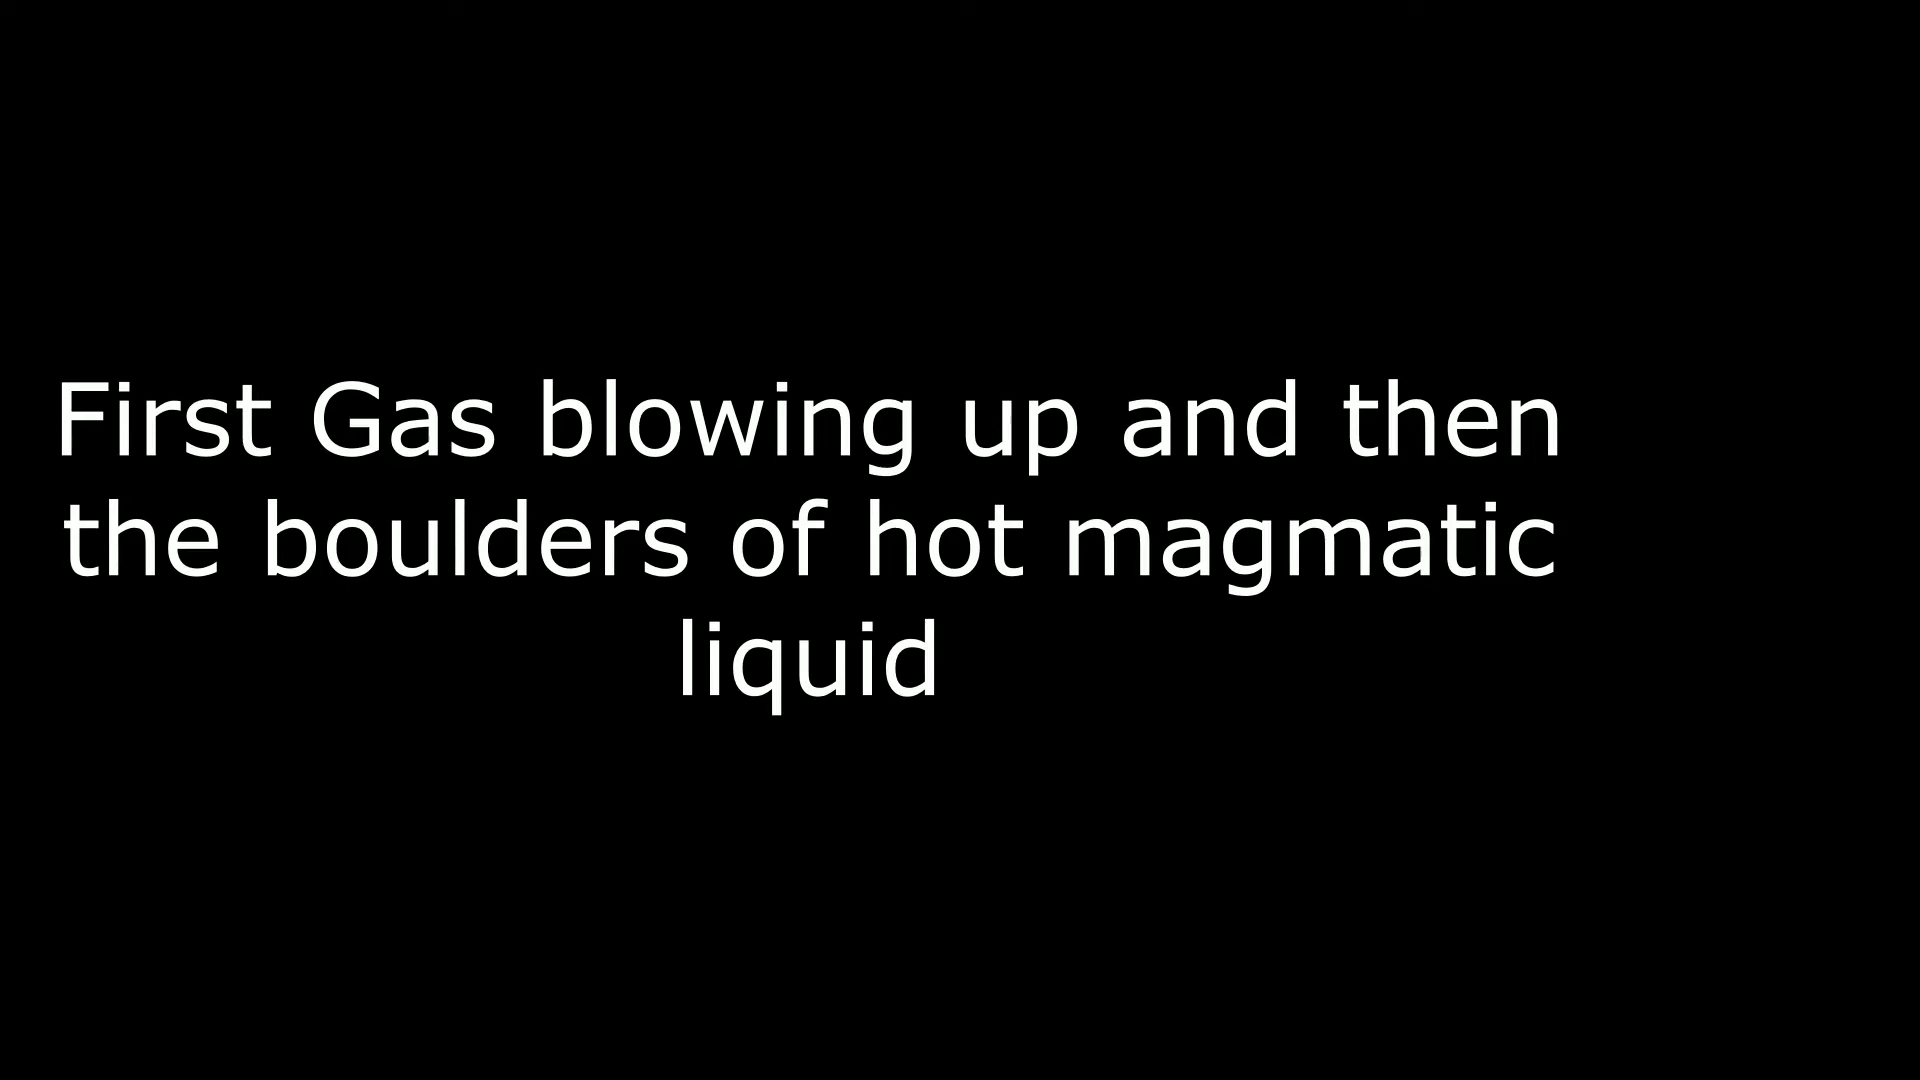 First Gas blowing up and then
the boulders of hot magmatic
liquid